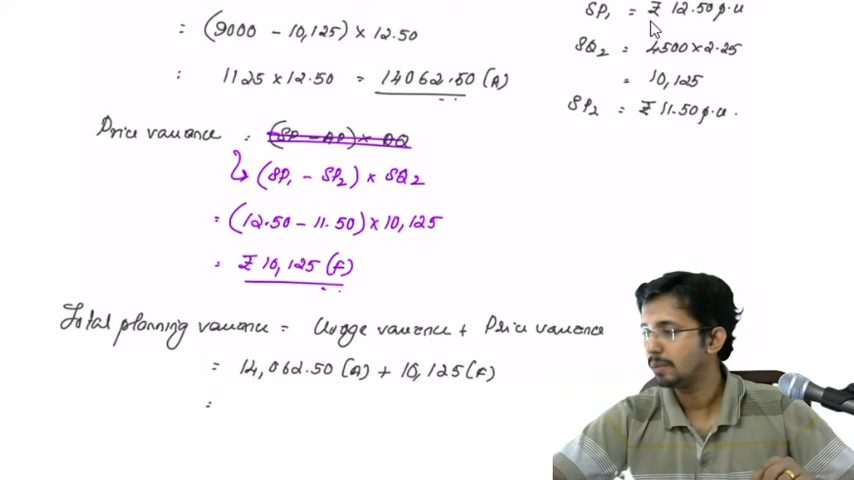 = (9000 - 10,125) × 12.50
: 1125 × 12.50 = 14062.50 (A)
SP₁ = ₹ 12.50 p.u
SQ₂ = 4500 × 2.25
= 10,125
SP₂ = ₹ 11.50 p.u.
Price variance : (SP - AP) × AQ
(SP₁ - SP₂) × SQ₂
= (12.50 - 11.50) × 10,125
= ₹ 10,125 (F)
Total planning variance = Usage variance + Price variance
= 14,062.50 (A) + 10,125 (F)
: